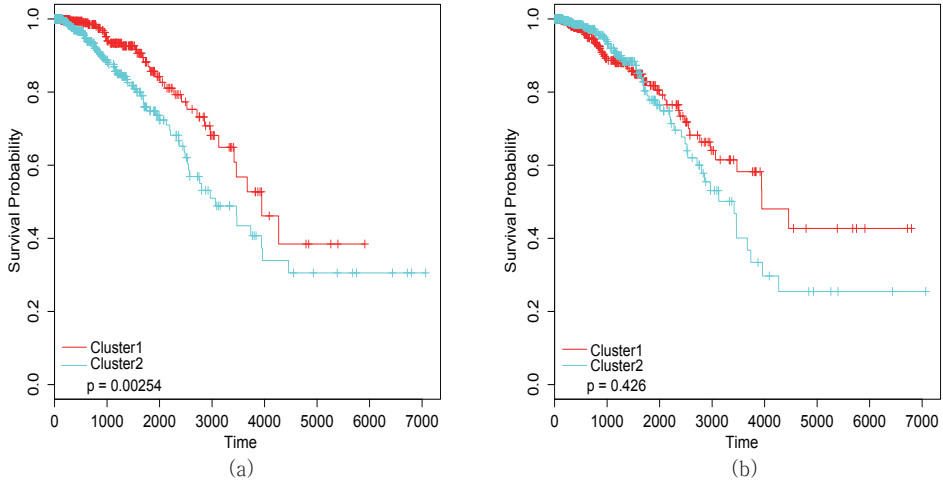 1.0
0.8
0.6
0.4
0.2
0.0
Survival Probability
Cluster1
Cluster2
p = 0.00254
0 1000 2000 3000 4000 5000 6000 7000
Time
(a)
1.0
0.8
0.6
0.4
0.2
0.0
Survival Probability
Cluster1
Cluster2
p = 0.426
0 1000 2000 3000 4000 5000 6000 7000
Time
(b)